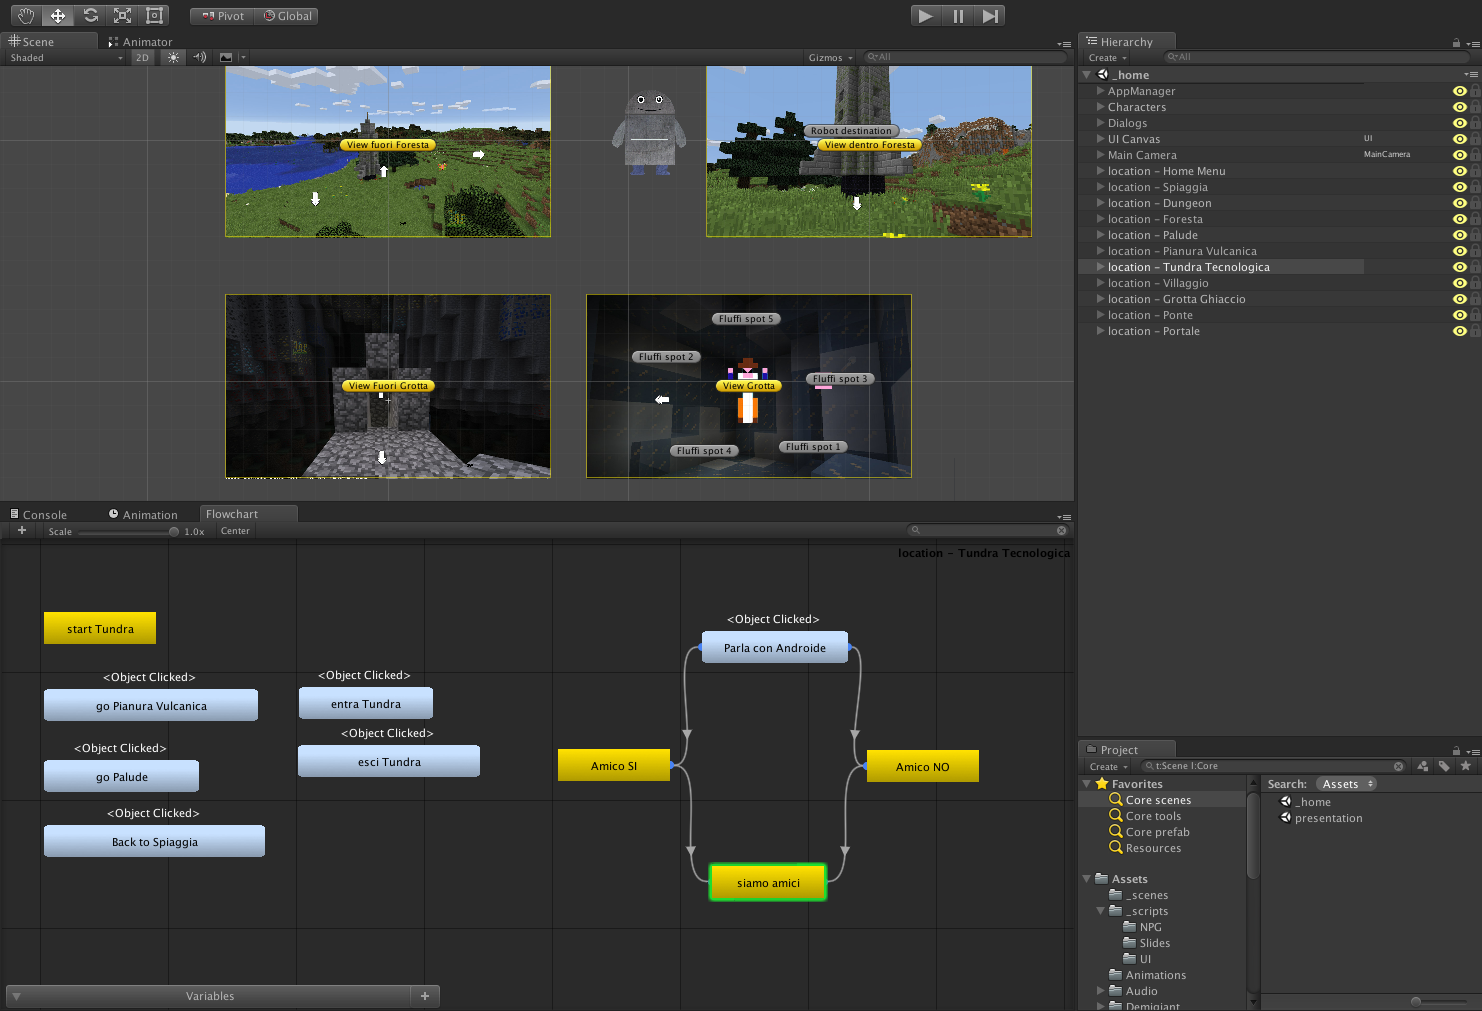 Pivot
Global
Scene
Animator
Shaded
2D
Gizmos
All
View fuori Foresta
Robot destination
View dentro Foresta
View Fuori Grotta
Fluffi spot 5
Fluffi spot 2
Fluffi spot 3
View Grotta
Fluffi spot 4
Fluffi spot 1
Console
Animation
Flowchart
Scale
1.0x
Center
location – Tundra Tecnologica
start Tundra
<Object Clicked>
go Pianura Vulcanica
<Object Clicked>
entra Tundra
<Object Clicked>
esci Tundra
<Object Clicked>
go Palude
<Object Clicked>
Back to Spiaggia
<Object Clicked>
Parla con Androide
Amico SI
Amico NO
siamo amici
Variables
Hierarchy
Create
All
_home
AppManager
Characters
Dialogs
UI Canvas UI
Main Camera MainCamera
location – Home Menu
location – Spiaggia
location – Dungeon
location – Foresta
location – Palude
location – Pianura Vulcanica
location – Tundra Tecnologica
location – Villaggio
location – Grotta Ghiaccio
location – Ponte
location – Portale
Project
Create
t:Scene l:Core
Favorites
Core scenes
Core tools
Core prefab
Resources
Assets
_scenes
_scripts
NPG
Slides
UI
Animations
Audio
Demigiant
Search: Assets
_home
presentation